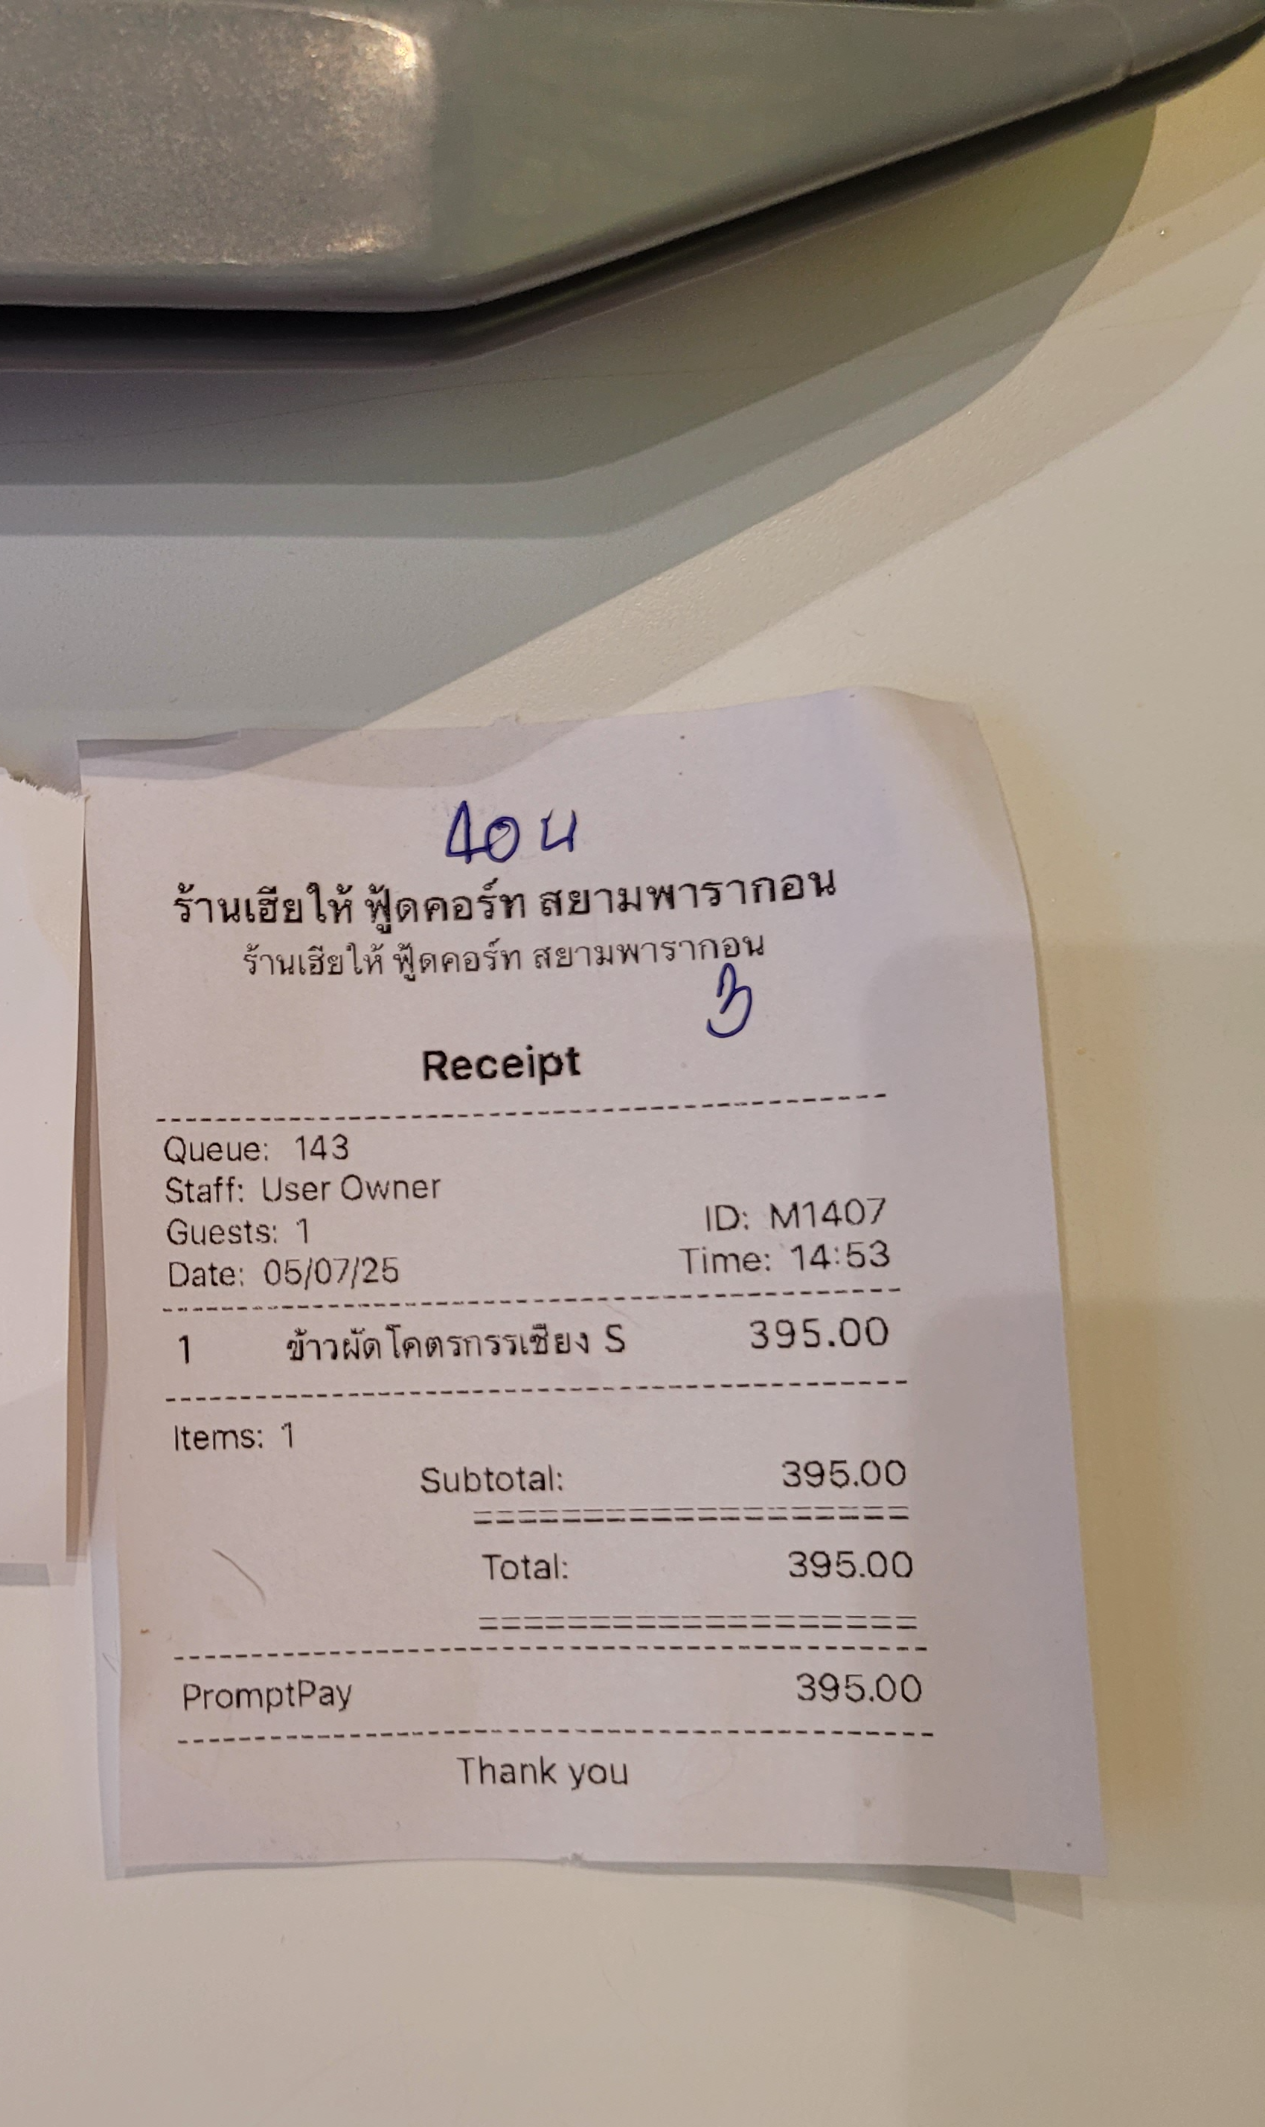 40 น
ร้านเฮียให้ ฟู้ดคอร์ท สยามพารากอน
ร้านเฮียให้ ฟู้ดคอร์ท สยามพารากอน
3
Receipt
Queue: 143
Staff: User Owner
Guests: 1 ID: M1407
Date: 05/07/25 Time: 14:53
1 ข้าวผัดโคตรกรรเชียง S 395.00
Items: 1
Subtotal: 395.00
Total: 395.00
PromptPay 395.00
Thank you